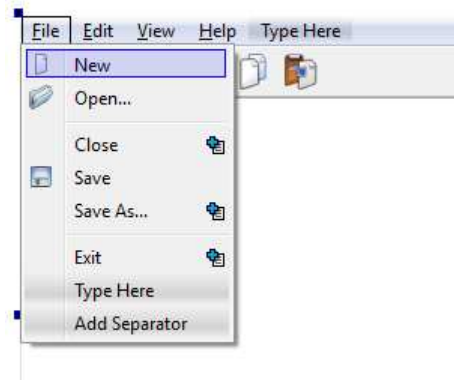 File Edit View Help Type Here
New
Open...
Close
Save
Save As...
Exit
Type Here
Add Separator